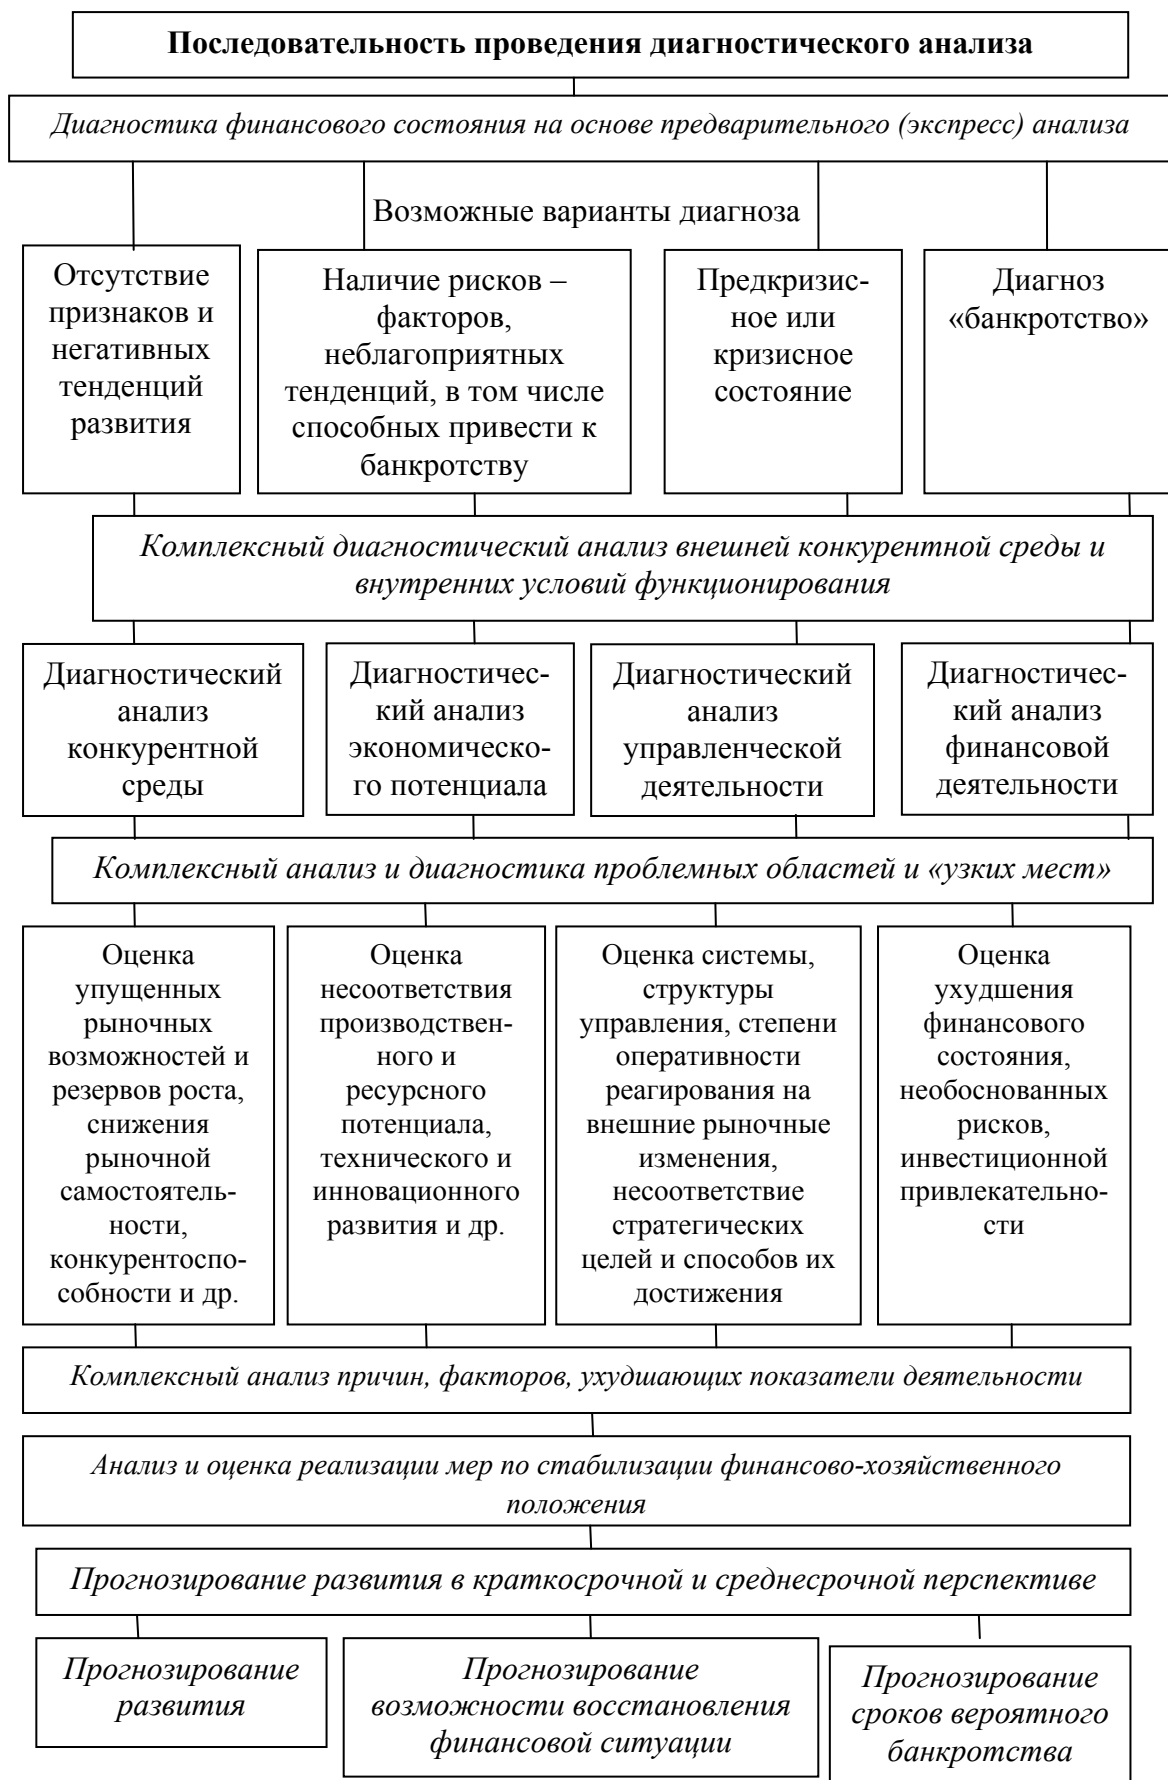 Последовательность проведения диагностического анализа
Диагностика финансового состояния на основе предварительного (экспресс) анализа
Возможные варианты диагноза
Отсутствие
признаков и
негативных
тенденций
развития
Наличие рисков –
факторов,
неблагоприятных
тенденций, в том числе
способных привести к
банкротству
Предкризис-
ное или
кризисное
состояние
Диагноз
«банкротство»
Комплексный диагностический анализ внешней конкурентной среды и
внутренних условий функционирования
Диагностический
анализ
конкурентной
среды
Диагностичес-
кий анализ
экономическо-
го потенциала
Диагностический
анализ
управленческой
деятельности
Диагностичес-
кий анализ
финансовой
деятельности
Комплексный анализ и диагностика проблемных областей и «узких мест»
Оценка
упущенных
рыночных
возможностей и
резервов роста,
снижения
рыночной
самостоятель-
ности,
конкурентоспо-
собности и др.
Оценка
несоответствия
производствен-
ного и
ресурсного
потенциала,
технического и
инновационного
развития и др.
Оценка системы,
структуры
управления, степени
оперативности
реагирования на
внешние рыночные
изменения,
несоответствие
стратегических
целей и способов их
достижения
Оценка
ухудшения
финансового
состояния,
необоснованных
рисков,
инвестиционной
привлекательно-
сти
Комплексный анализ причин, факторов, ухудшающих показатели деятельности
Анализ и оценка реализации мер по стабилизации финансово-хозяйственного
положения
Прогнозирование развития в краткосрочной и среднесрочной перспективе
Прогнозирование
развития
Прогнозирование
возможности восстановления
финансовой ситуации
Прогнозирование
сроков вероятного
банкротства